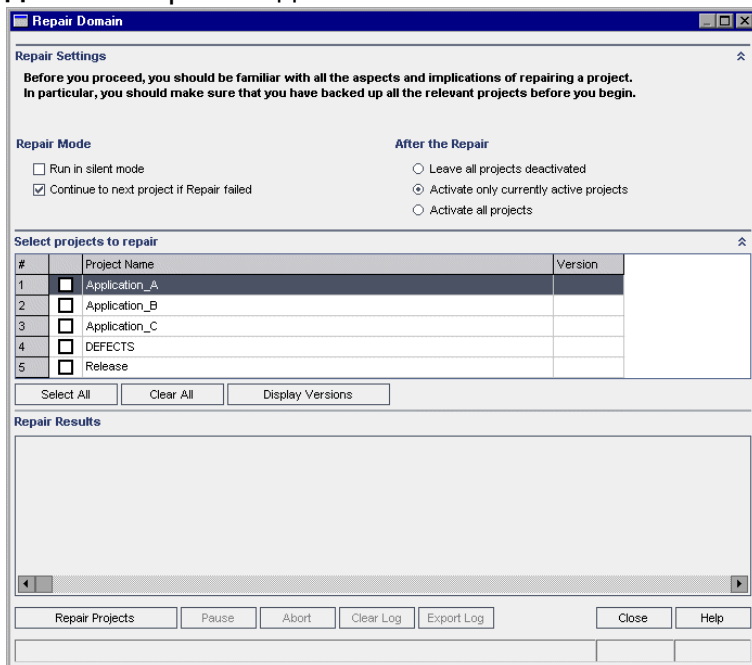 Repair Domain
Repair Settings
Before you proceed, you should be familiar with all the aspects and implications of repairing a project.
In particular, you should make sure that you have backed up all the relevant projects before you begin.
Repair Mode
After the Repair
Run in silent mode
Leave all projects deactivated
Continue to next project if Repair failed
Activate only currently active projects
Activate all projects
Select projects to repair
# Project Name Version
1 Application_A
2 Application_B
3 Application_C
4 DEFECTS
5 Release
Select All Clear All Display Versions
Repair Results
Repair Projects Pause Abort Clear Log Export Log Close Help